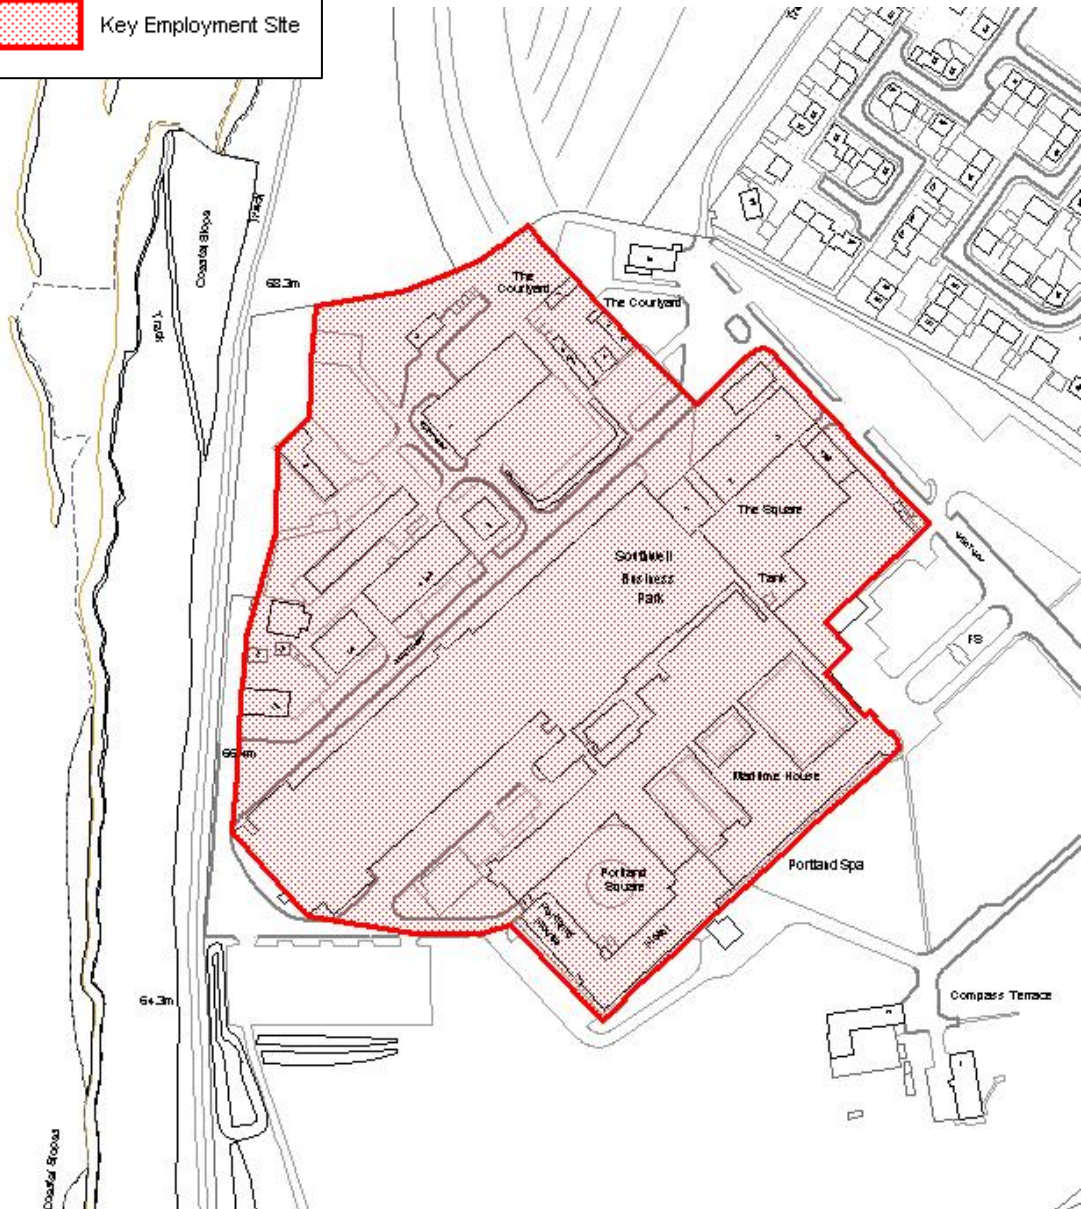 Key Employment Site
Coastal Slope
Track
68.3m
The
Courtyard
The Courtyard
The Square
Southwell
Business
Park
Tank
FS
66.4m
Maritime House
Portland Spa
Portland
Square
Hotel
64.3m
Compass Terrace
Coastal Slopes